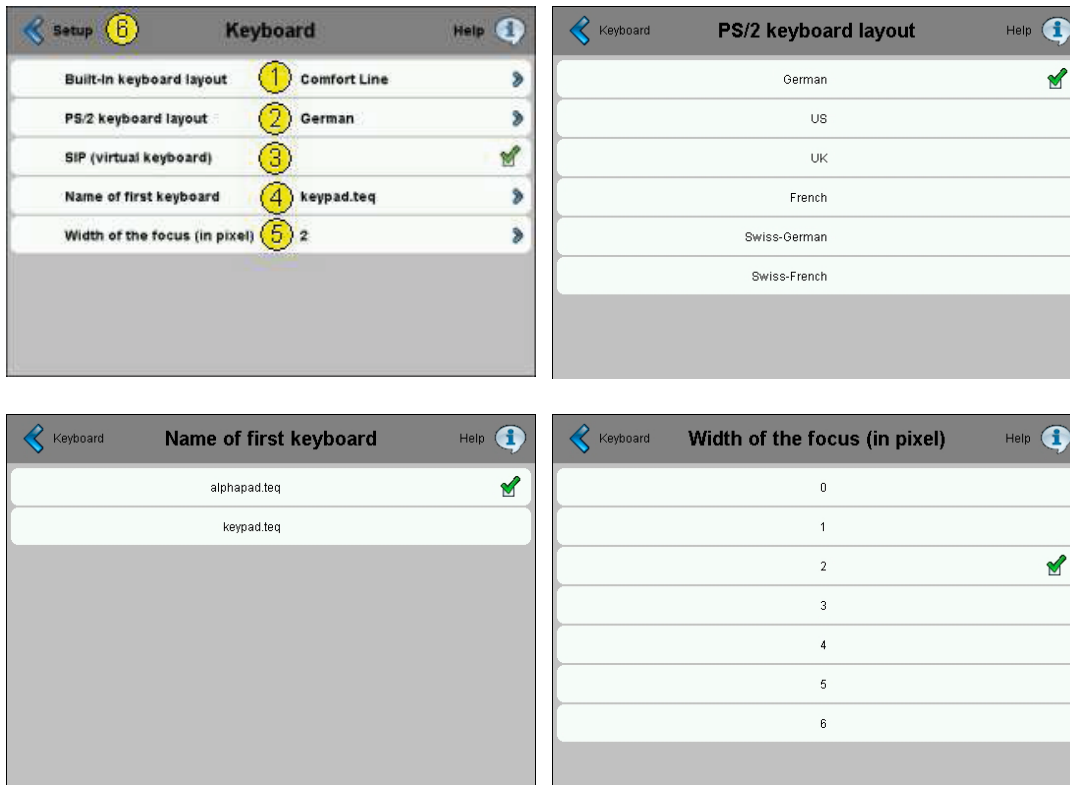 Setup 6 Keyboard Help
Built-in keyboard layout 1 Comfort Line
PS/2 keyboard layout 2 German
SIP (virtual keyboard) 3
Name of first keyboard 4 keypad.teq
Width of the focus (in pixel) 5 2
Keyboard PS/2 keyboard layout Help
German
US
UK
French
Swiss-German
Swiss-French
Keyboard Name of first keyboard Help
alphapad.teq
keypad.teq
Keyboard Width of the focus (in pixel) Help
0
1
2
3
4
5
6